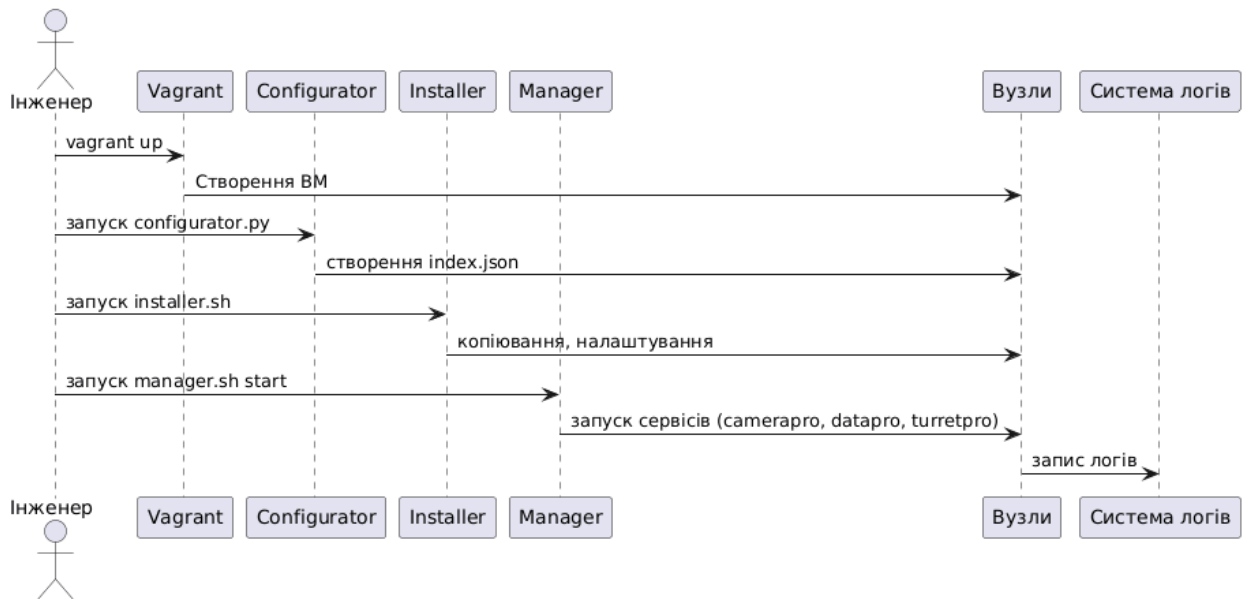 Інженер
Vagrant
Configurator
Installer
Manager
Вузли
Система логів
vagrant up
Створення ВМ
запуск configurator.py
створення index.json
запуск installer.sh
копіювання, налаштування
запуск manager.sh start
запуск сервісів (camerapro, datapro, turretpro)
запис логів
Інженер
Vagrant
Configurator
Installer
Manager
Вузли
Система логів